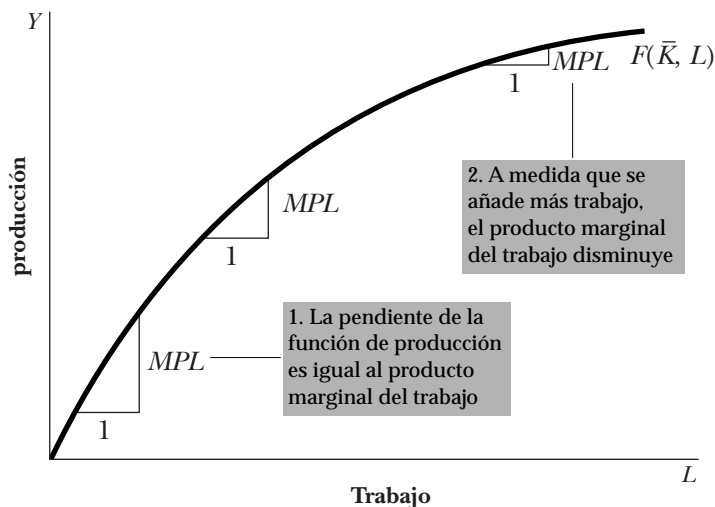 Y
MPL
F(K̄, L)
1
2. A medida que se
añade más trabajo,
el producto marginal
del trabajo disminuye
MPL
1
producción
1. La pendiente de la
función de producción
es igual al producto
marginal del trabajo
MPL
1
L
Trabajo